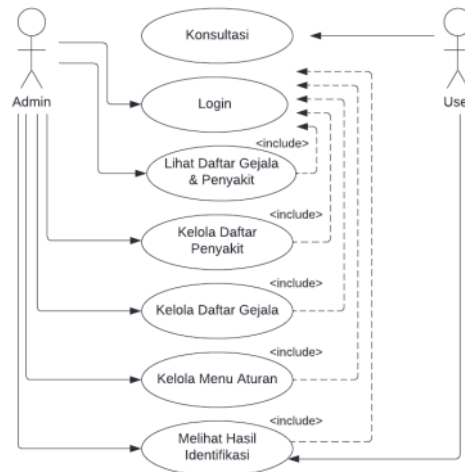 Konsultasi
Admin
Login
Use
<include>
Lihat Daftar Gejala
& Penyakit
<include>
Kelola Daftar
Penyakit
<include>
Kelola Daftar Gejala
<include>
Kelola Menu Aturan
<include>
Melihat Hasil
Identifikasi